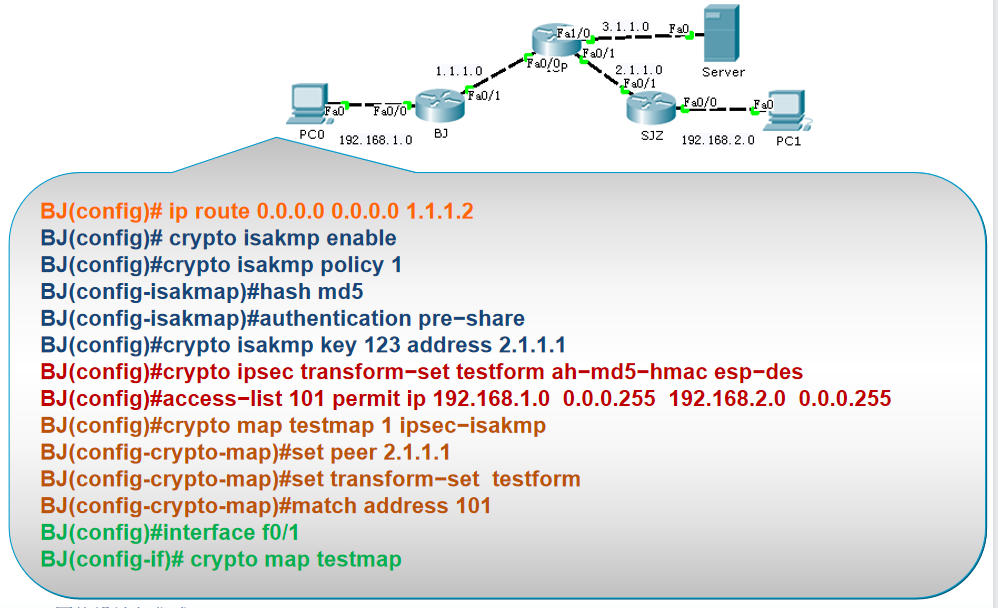 3.1.1.0
Fa1/0
Fa0
Fa0/0
Fa0/1
Server
1.1.1.0
2.1.1.0
Fa0/1
Fa0/1
Fa0
Fa0/0
Fa0/0
Fa0
PC0
BJ
SJZ
PC1
192.168.1.0
192.168.2.0
BJ(config)# ip route 0.0.0.0 0.0.0.0 1.1.1.2
BJ(config)# crypto isakmp enable
BJ(config)#crypto isakmp policy 1
BJ(config-isakmap)#hash md5
BJ(config-isakmap)#authentication pre−share
BJ(config)#crypto isakmp key 123 address 2.1.1.1
BJ(config)#crypto ipsec transform−set testform ah−md5−hmac esp−des
BJ(config)#access−list 101 permit ip 192.168.1.0 0.0.0.255 192.168.2.0 0.0.0.255
BJ(config)#crypto map testmap 1 ipsec−isakmp
BJ(config-crypto-map)#set peer 2.1.1.1
BJ(config-crypto-map)#set transform−set testform
BJ(config-crypto-map)#match address 101
BJ(config)#interface f0/1
BJ(config-if)# crypto map testmap